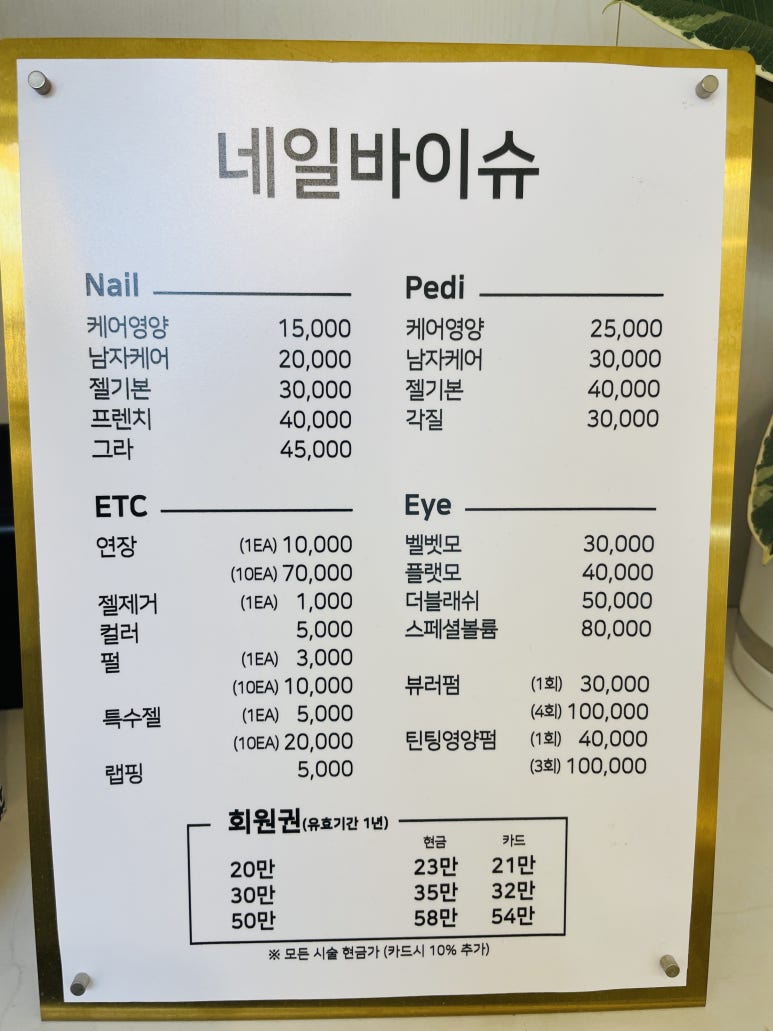 네일바이슈
Nail
케어영양 15,000
남자케어 20,000
젤기본 30,000
프렌치 40,000
그라 45,000
Pedi
케어영양 25,000
남자케어 30,000
젤기본 40,000
각질 30,000
ETC
연장 (1EA) 10,000
(10EA) 70,000
젤제거 (1EA) 1,000
컬러 5,000
펄 (1EA) 3,000
(10EA) 10,000
특수젤 (1EA) 5,000
(10EA) 20,000
랩핑 5,000
Eye
벨벳모 30,000
플랫모 40,000
더블래쉬 50,000
스페셜볼륨 80,000
뷰러펌 (1회) 30,000
(4회) 100,000
틴팅영양펌 (1회) 40,000
(3회) 100,000
회원권(유효기간 1년)
현금 카드
20만 23만 21만
30만 35만 32만
50만 58만 54만
※ 모든 시술 현금가 (카드시 10% 추가)